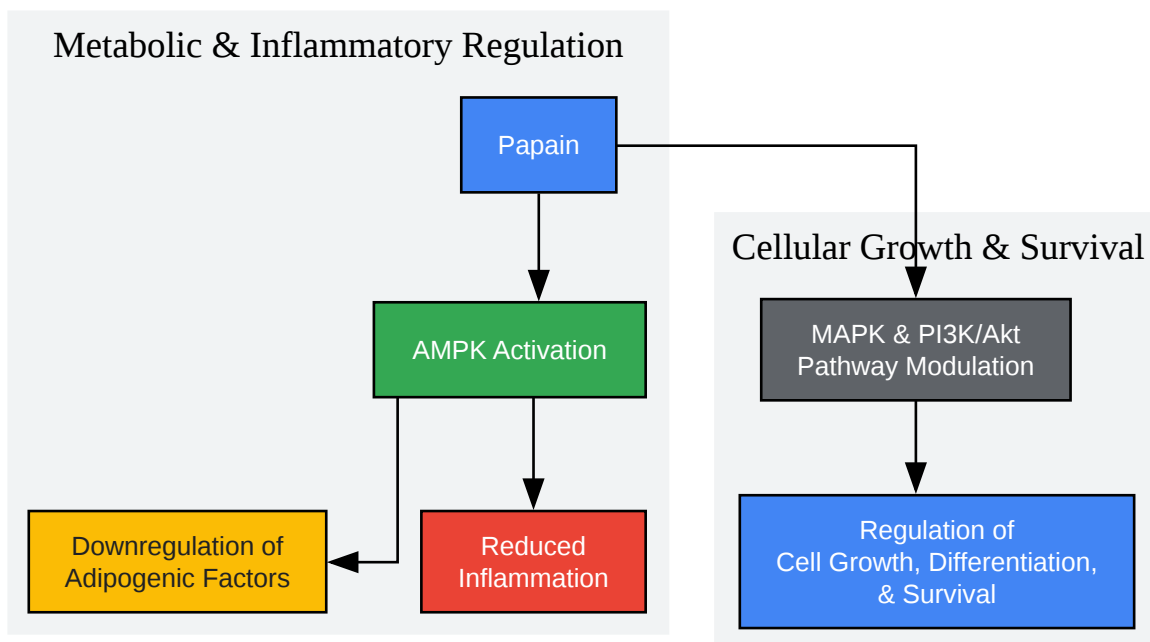 Metabolic & Inflammatory Regulation
Papain
Cellular Growth & Survival
AMPK Activation
MAPK & PI3K/Akt
Pathway Modulation
Downregulation of
Adipogenic Factors
Reduced
Inflammation
Regulation of
Cell Growth, Differentiation,
& Survival